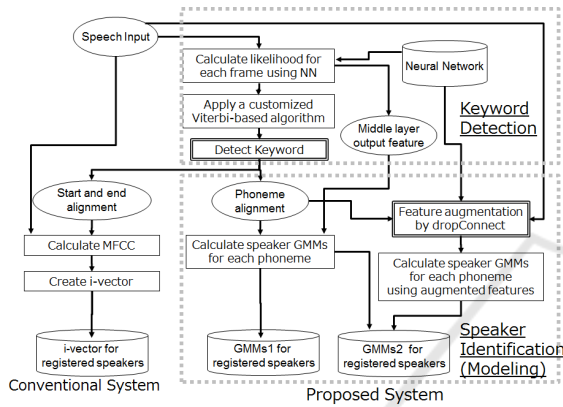 Speech Input
Calculate likelihood for
each frame using NN
Neural Network
Apply a customized
Viterbi-based algorithm
Middle layer
output feature
Keyword
Detection
Detect Keyword
Start and end
alignment
Phoneme
alignment
Feature augmentation
by dropConnect
Calculate MFCC
Calculate speaker GMMs
for each phoneme
Create i-vector
Calculate speaker GMMs
for each phoneme
using augmented features
i-vector for
registered speakers
GMMs1 for
registered speakers
GMMs2 for
registered speakers
Speaker
Identification
(Modeling)
Conventional System
Proposed System